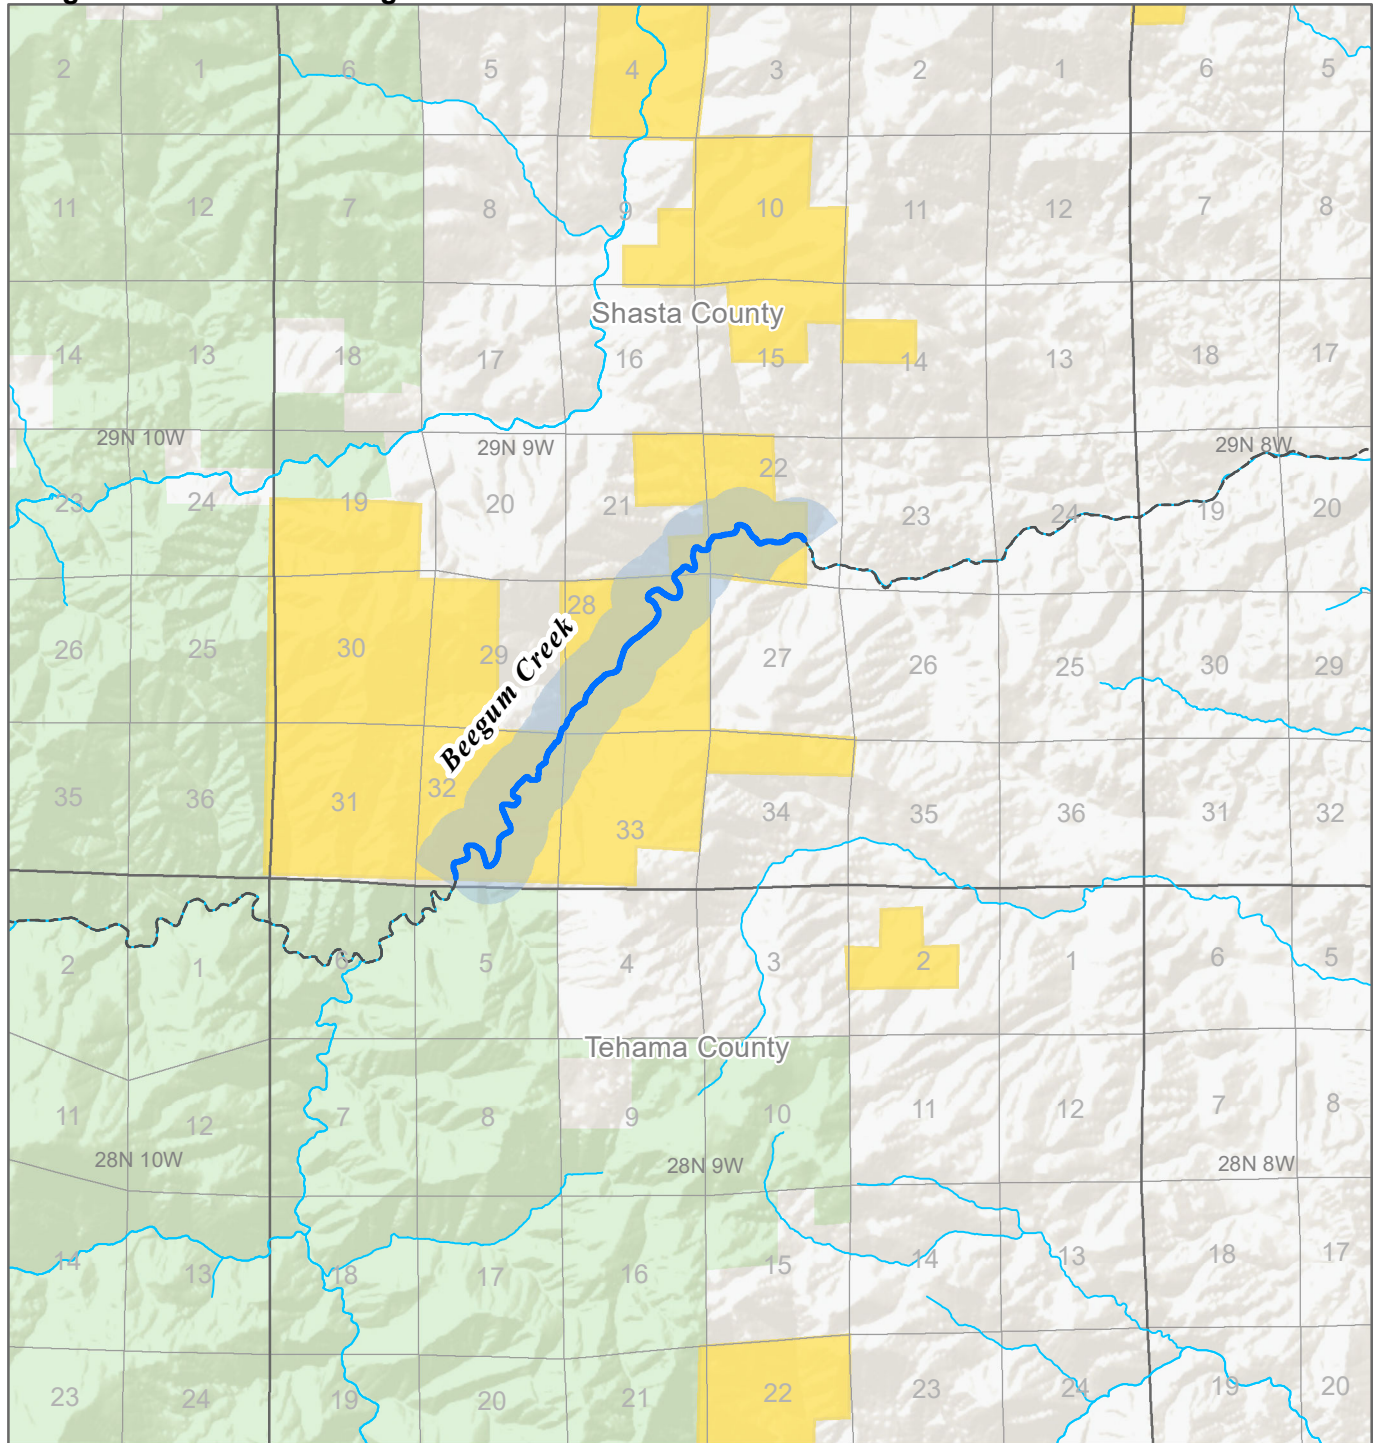 2 1 6 5 4 3 2 1 6 5
11 12 7 8 9 10 11 12 7 8
Shasta County
14 13 18 17 16 15 14 13 18 17
29N 10W 29N 9W 29N 8W
23 24 19 20 21 22 23 24 19 20
26 25 30 29 28 27 26 25 30 29
Beegum Creek
35 36 31 32 33 34 35 36 31 32
2 1 6 5 4 3 2 1 6 5
Tehama County
11 12 7 8 9 10 11 12 7 8
28N 10W 28N 9W 28N 8W
14 13 18 17 16 15 14 13 18 17
23 24 19 20 21 22 23 24 19 20